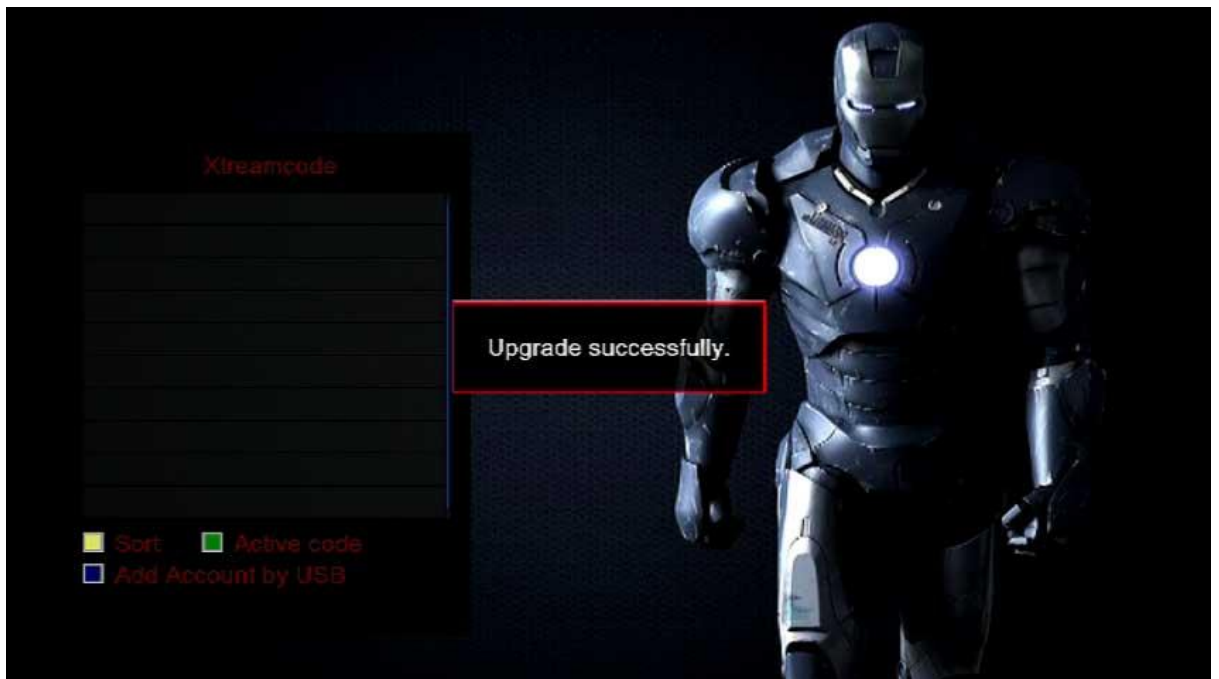 Xtreamcode
Upgrade successfully.
Sort Active code
Add Account by USB